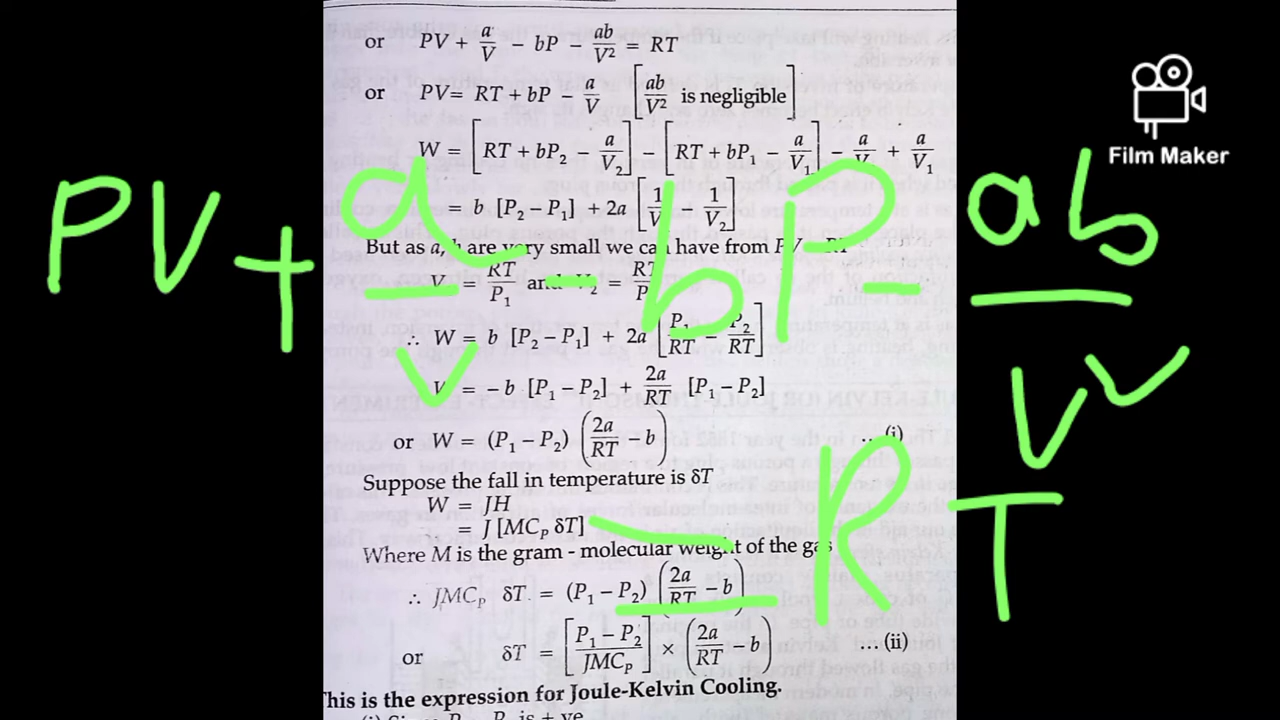 or PV + a/V − bP − ab/V² = RT
or PV = RT + bP − a/V [ab/V² is negligible]
W = [RT + bP₂ − a/V₂] − [RT + bP₁ − a/V₁] − a/V₂ + a/V₁
= b [P₂ − P₁] + 2a [1/V₁ − 1/V₂]
But as a, b are very small we can have from PV = RT
V = RT/P₁ and V₂ = RT/P
∴ W = b [P₂ − P₁] + 2a [P₁/RT − P₂/RT]
W = −b [P₁ − P₂] + 2a/RT [P₁ − P₂]
or W = (P₁ − P₂) (2a/RT − b) ...(i)
Suppose the fall in temperature is δT
W = JH
= J [MCₚ δT]
Where M is the gram - molecular weight of the gas
∴ JMCₚ δT = (P₁ − P₂) (2a/RT − b)
or δT = [P₁ − P₂/JMCₚ] × (2a/RT − b) ...(ii)
This is the expression for Joule-Kelvin Cooling.
PV + a/V − bP − ab/V² = RT
Film Maker